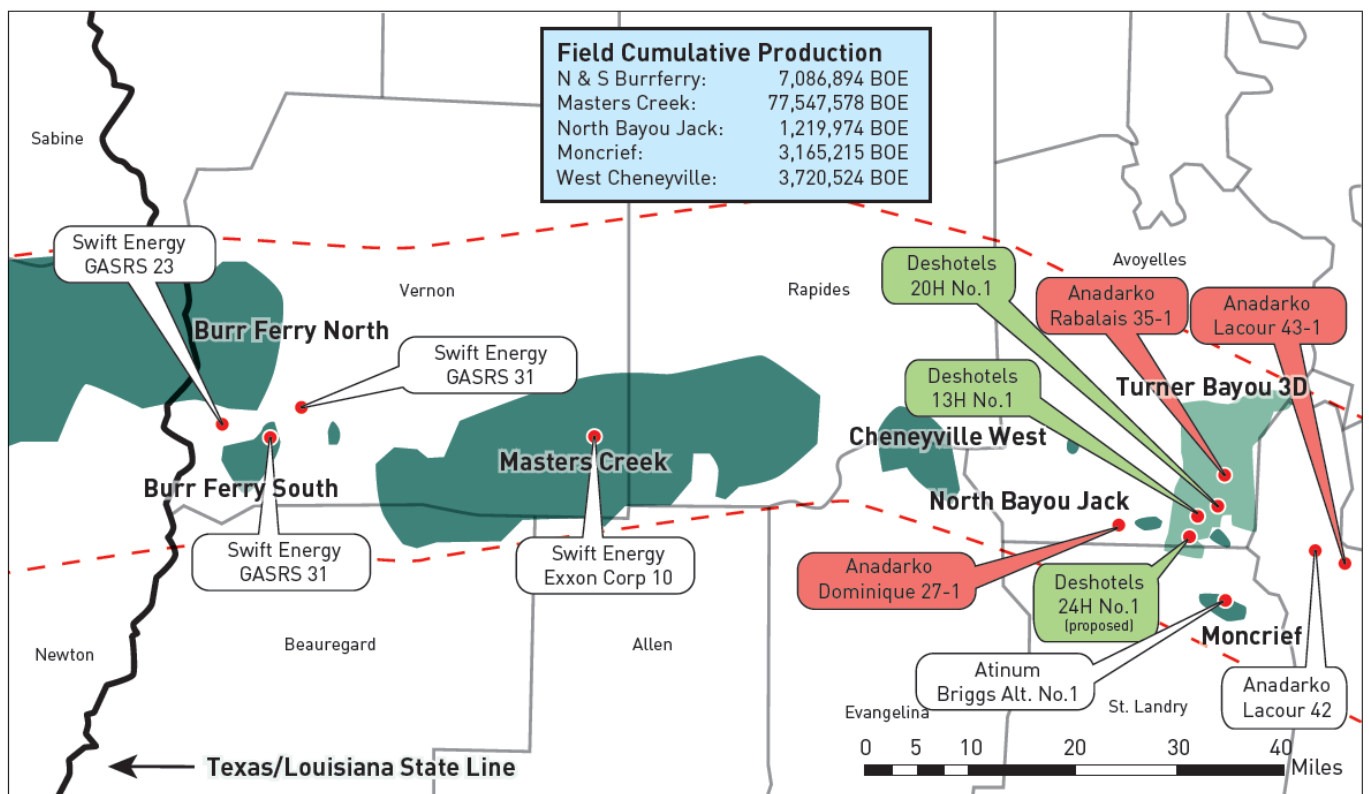 Field Cumulative Production
N & S Burrferry: 7,086,894 BOE
Masters Creek: 77,547,578 BOE
North Bayou Jack: 1,219,974 BOE
Moncrief: 3,165,215 BOE
West Cheneyville: 3,720,524 BOE
Sabine
Swift Energy
GASRS 23
Vernon
Rapides
Avoyelles
Deshotels
20H No.1
Anadarko
Rabalais 35-1
Anadarko
Lacour 43-1
Burr Ferry North
Swift Energy
GASRS 31
Deshotels
13H No.1
Turner Bayou 3D
Cheneyville West
Masters Creek
Burr Ferry South
North Bayou Jack
Swift Energy
GASRS 31
Swift Energy
Exxon Corp 10
Anadarko
Dominique 27-1
Deshotels
24H No.1
(proposed)
Moncrief
Newton
Beauregard
Allen
Atinum
Briggs Alt. No.1
Anadarko
Lacour 42
Evangelina
St. Landry
0 5 10 20 30 40
Miles
Texas/Louisiana State Line